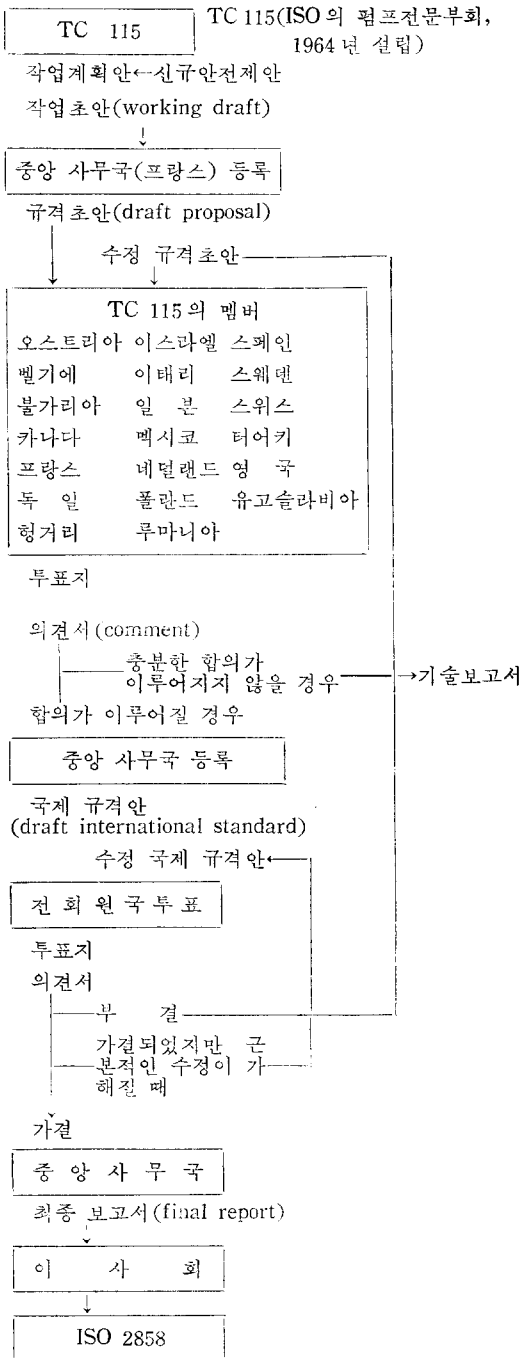 TC 115
TC 115(ISO의 펌프전문부회,
1964년 설립)
작업계획안←신규안전제안
작업초안(working draft)
중앙 사무국(프랑스) 등록
규격초안(draft proposal)
수정 규격초안
TC 115의 멤버
오스트리아 이스라엘 스페인
벨기에 이태리 스웨덴
불가리아 일 본 스위스
카나다 멕시코 터어키
프랑스 네덜랜드 영 국
독 일 폴란드 유고슬라비아
헝거리 루마니아
투표지
의견서(comment)
충분한 합의가
이루어지지 않을 경우 →기술보고서
합의가 이루어질 경우
중앙 사무국 등록
국제 규격안
(draft international standard)
수정 국제 규격안←
전 회 원 국 투 표
투표지
의견서
부 결
가결되었지만 근
본적인 수정이 가
해질 때
가결
중 앙 사 무 국
최종 보고서(final report)
이 사 회
ISO 2858